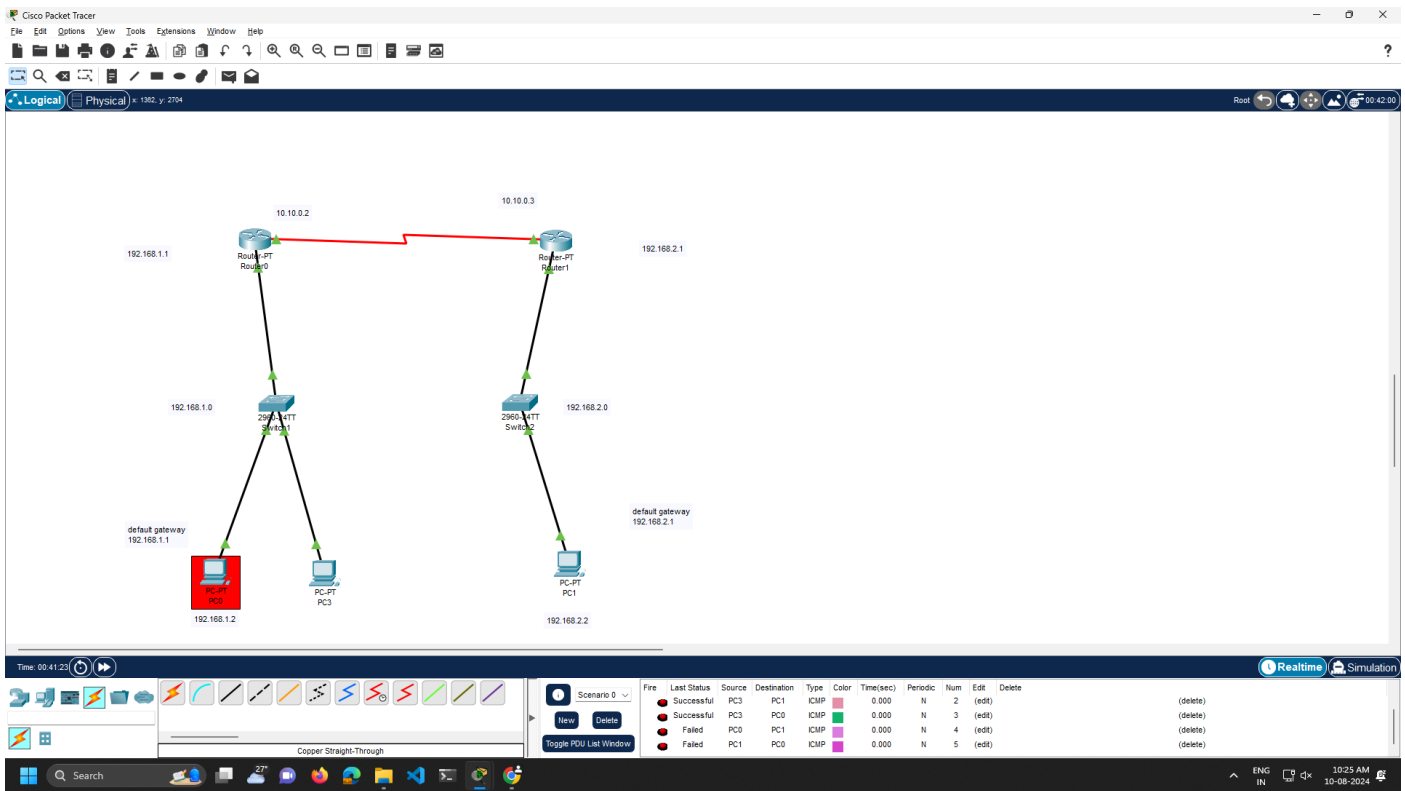 Cisco Packet Tracer
File Edit Options View Tools Extensions Window Help
?
Logical Physical x: 1382, y: 2704 Root 00:42:00
10.10.0.2
10.10.0.3
192.168.1.1
Router-PT
Router0
Router-PT
Router1
192.168.2.1
192.168.1.0
2960-24TT
Switch1
2960-24TT
Switch2
192.168.2.0
default gateway
192.168.1.1
PC-PT
PC0
192.168.1.2
PC-PT
PC3
default gateway
192.168.2.1
PC-PT
PC1
192.168.2.2
Time: 00:41:23 Realtime Simulation
Copper Straight-Through
Scenario 0
New Delete
Toggle PDU List Window
Fire Last Status Source Destination Type Color Time(sec) Periodic Num Edit Delete
Successful PC3 PC1 ICMP 0.000 N 2 (edit) (delete)
Successful PC3 PC0 ICMP 0.000 N 3 (edit) (delete)
Failed PC0 PC1 ICMP 0.000 N 4 (edit) (delete)
Failed PC1 PC0 ICMP 0.000 N 5 (edit) (delete)
Search
27°
ENG
IN
10:25 AM
10-08-2024